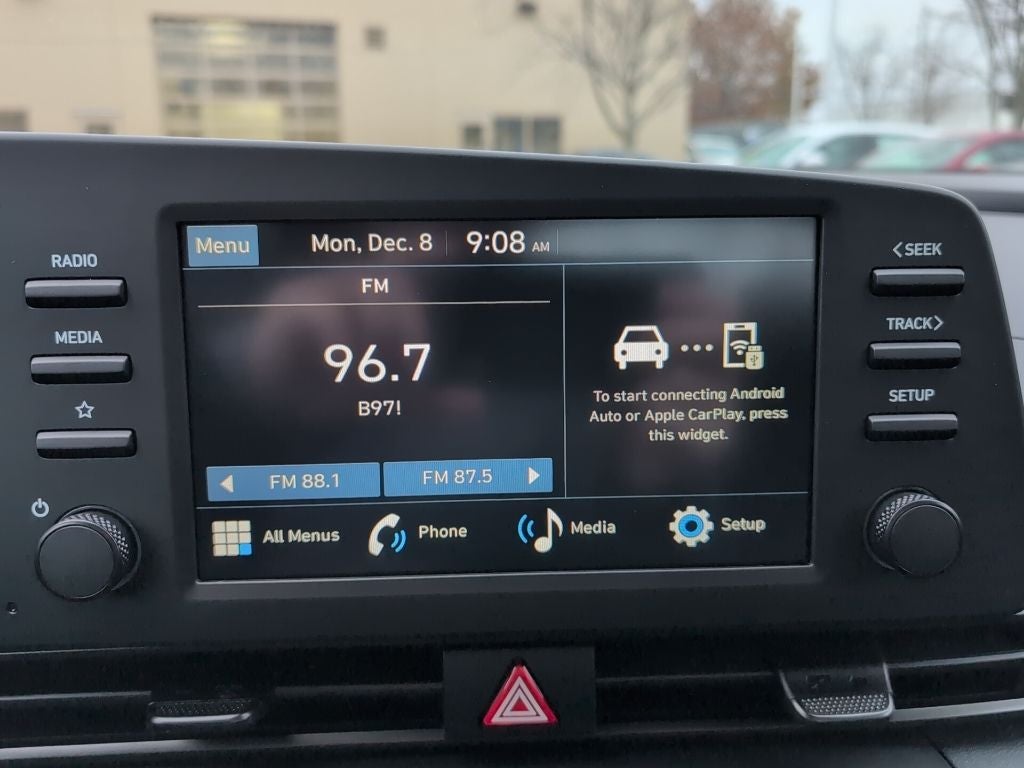 RADIO
MEDIA
Menu
Mon, Dec. 8
9:08 AM
FM
96.7
B97!
FM 88.1
FM 87.5
To start connecting Android
Auto or Apple CarPlay, press
this widget.
All Menus
Phone
Media
Setup
<SEEK
TRACK>
SETUP